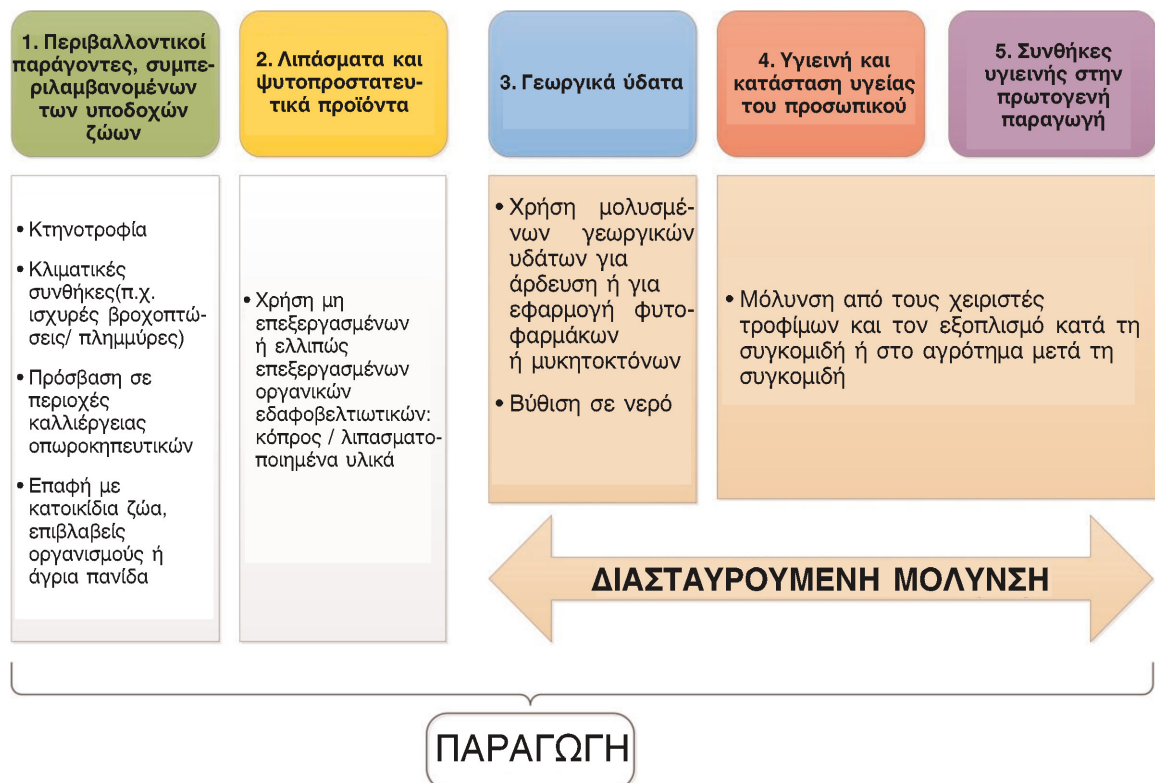 1. Περιβαλλοντικοί
παράγοντες, συμπε-
ριλαμβανομένων
των υποδοχών
ζώων
2. Λιπάσματα και
ψυτοπροστατευ-
τικά προϊόντα
3. Γεωργικά ύδατα
4. Υγιεινή και
κατάσταση υγείας
του προσωπικού
5. Συνθήκες
υγιεινής στην
πρωτογενή
παραγωγή
• Κτηνοτροφία
• Κλιματικές
συνθήκες(π.χ.
ισχυρές βροχοπτώ-
σεις/ πλημμύρες)
• Πρόσβαση σε
περιοχές
καλλιέργειας
οπωροκηπευτικών
• Επαφή με
κατοικίδια ζώα,
επιβλαβείς
οργανισμούς ή
άγρια πανίδα
• Χρήση μη
επεξεργασμένων
ή ελλιπώς
επεξεργασμένων
οργανικών
εδαφοβελτιωτικών:
κόπρος / λιπασματο-
ποιημένα υλικά
• Χρήση μολυσμέ-
νων γεωργικών
υδάτων για
άρδευση ή για
εφαρμογή φυτο-
φαρμάκων
ή μυκητοκτόνων
• Βύθιση σε νερό
• Μόλυνση από τους χειριστές
τροφίμων και τον εξοπλισμό κατά τη
συγκομιδή ή στο αγρότημα μετά τη
συγκομιδή
ΔΙΑΣΤΑΥΡΟΥΜΕΝΗ ΜΟΛΥΝΣΗ
ΠΑΡΑΓΩΓΗ